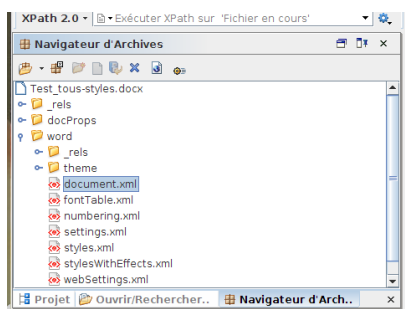 XPath 2.0 Exécuter XPath sur 'Fichier en cours'
Navigateur d'Archives
Test_tous-styles.docx
_rels
docProps
word
_rels
theme
document.xml
fontTable.xml
numbering.xml
settings.xml
styles.xml
stylesWithEffects.xml
webSettings.xml
Projet Ouvrir/Rechercher.. Navigateur d'Arch..